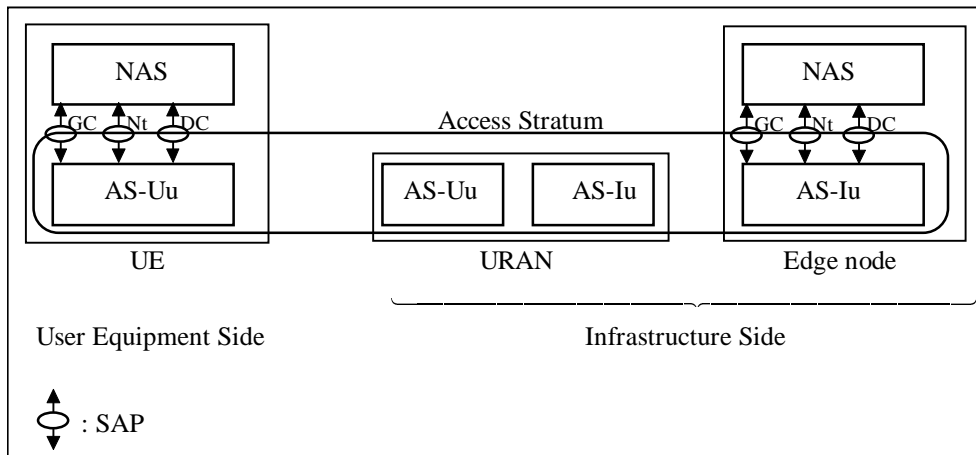 NAS
NAS
GC Nt DC
Access Stratum
GC Nt DC
AS-Uu
AS-Uu
AS-Iu
AS-Iu
UE
URAN
Edge node
User Equipment Side
Infrastructure Side
: SAP